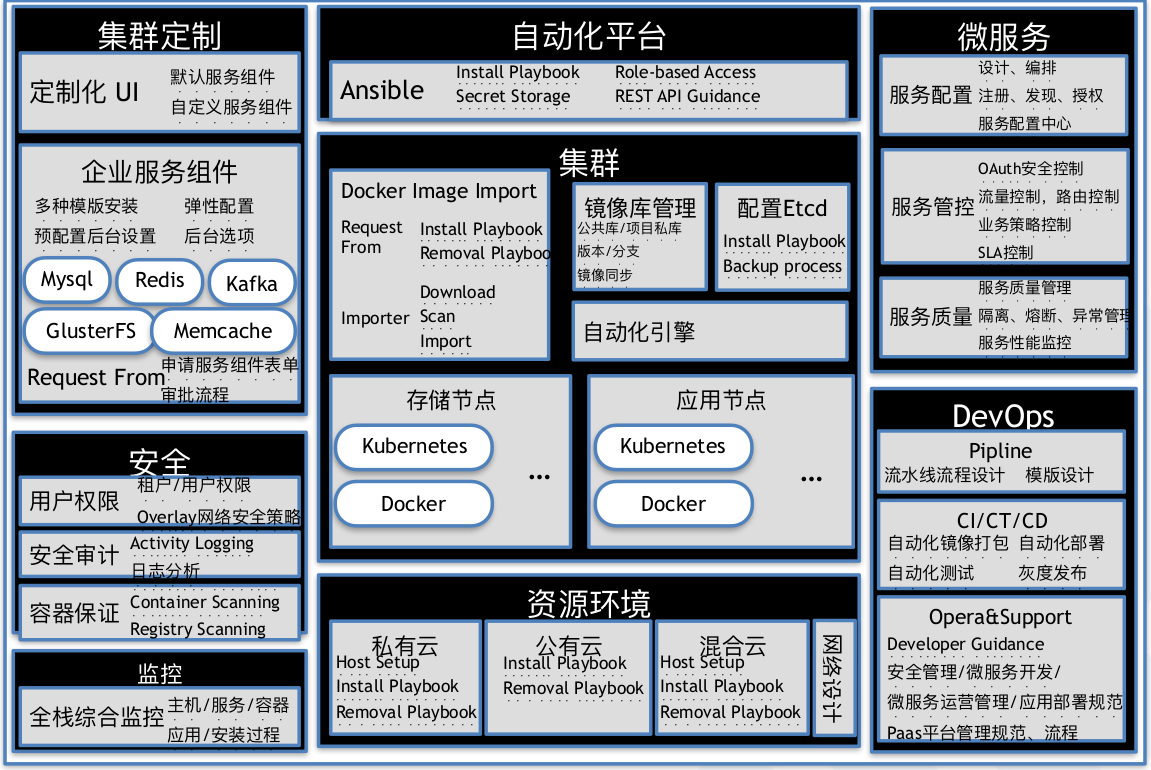 集群定制
定制化 UI
默认服务组件
自定义服务组件
企业服务组件
多种模版安装 弹性配置
预配置后台设置 后台选项
Mysql Redis Kafka
GlusterFS Memcache
Request From
申请服务组件表单
审批流程
安全
用户权限
租户/用户权限
Overlay网络安全策略
安全审计
Activity Logging
日志分析
容器保证
Container Scanning
Registry Scanning
监控
全栈综合监控
主机/服务/容器
应用/安装过程
自动化平台
Ansible
Install Playbook Role-based Access
Secret Storage REST API Guidance
集群
Docker Image Import
Request
From
Install Playbook
Removal Playboo
Importer
Download
Scan
Import
镜像库管理
公共库/项目私库
版本/分支
镜像同步
配置Etcd
Install Playbook
Backup process
自动化引擎
存储节点
Kubernetes
Docker
...
应用节点
Kubernetes
Docker
...
资源环境
私有云
Host Setup
Install Playbook
Removal Playbook
公有云
Install Playbook
Removal Playbook
混合云
Host Setup
Install Playbook
Removal Playbook
网络设计
微服务
服务配置
设计、编排
注册、发现、授权
服务配置中心
服务管控
OAuth安全控制
流量控制，路由控制
业务策略控制
SLA控制
服务质量
服务质量管理
隔离、熔断、异常管理
服务性能监控
DevOps
Pipline
流水线流程设计 模版设计
CI/CT/CD
自动化镜像打包 自动化部署
自动化测试 灰度发布
Opera&Support
Developer Guidance
安全管理/微服务开发/
微服务运营管理/应用部署规范
Paas平台管理规范、流程